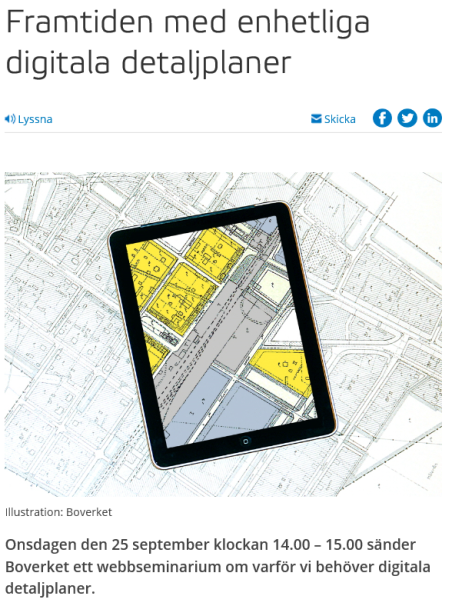 Framtiden med enhetliga
digitala detaljplaner
Lyssna
Skicka
Illustration: Boverket
Onsdagen den 25 september klockan 14.00 – 15.00 sänder
Boverket ett webbseminarium om varför vi behöver digitala
detaljplaner.